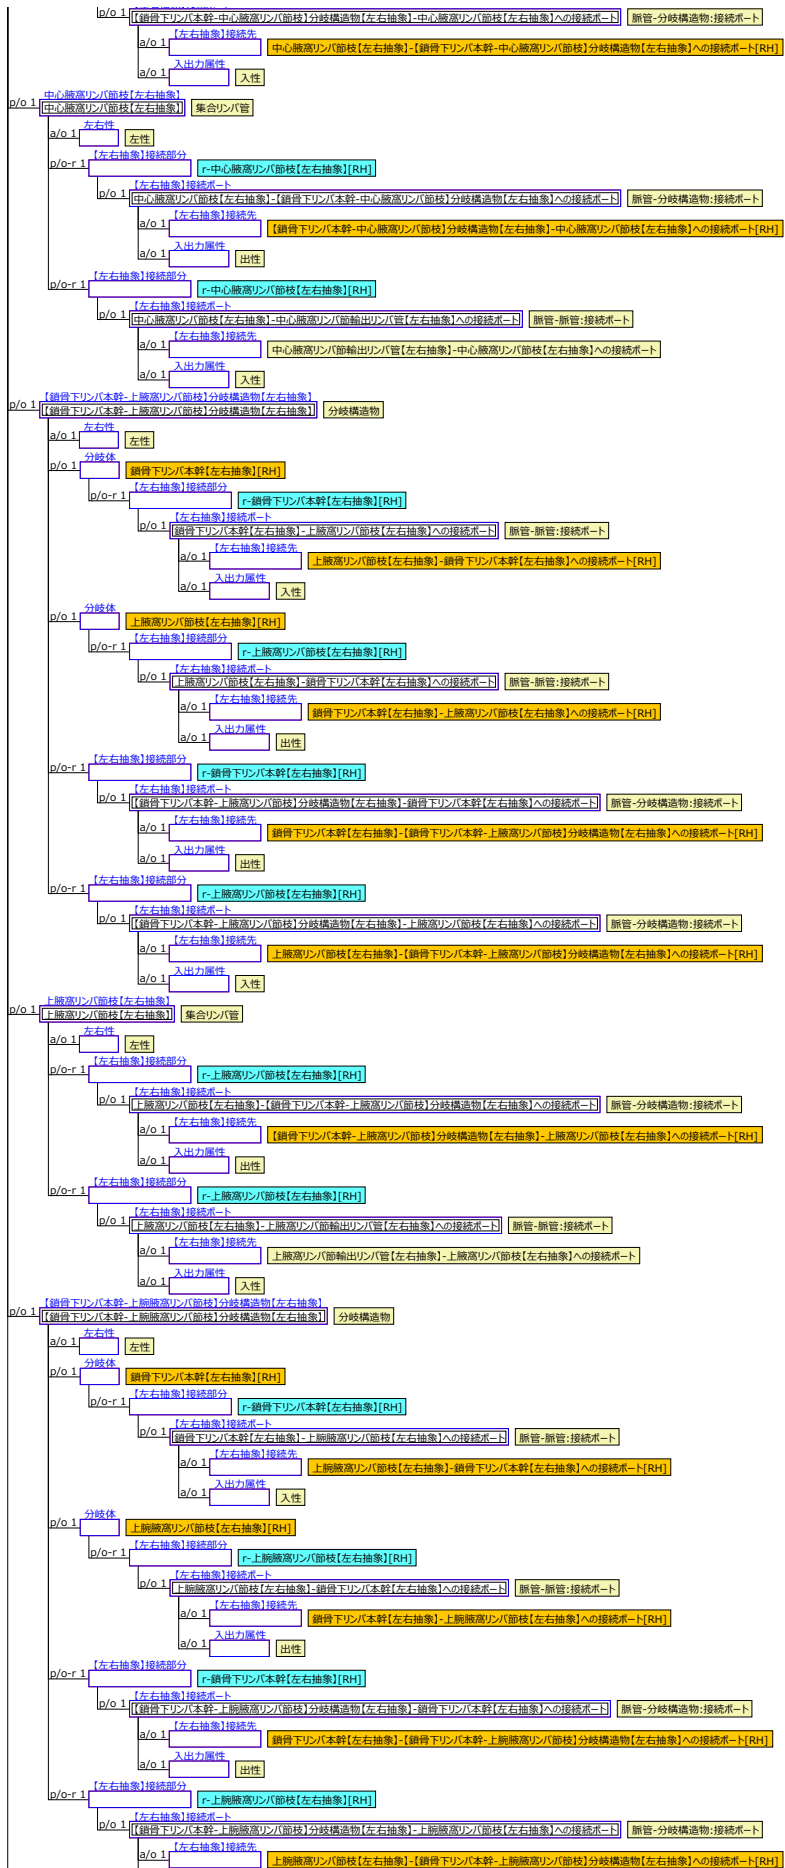 p/o 1 【鎖骨下リンパ本幹-中心腋窩リンパ節枝】分岐構造物【左右抽象】-中心腋窩リンパ節枝【左右抽象】への接続ポート 脈管-分岐構造物:接続ポート
【左右抽象】接続先
a/o 1 中心腋窩リンパ節枝【左右抽象】-【鎖骨下リンパ本幹-中心腋窩リンパ節枝】分岐構造物【左右抽象】への接続ポート[RH]
入出力属性
a/o 1 入性
中心腋窩リンパ節枝【左右抽象】
p/o 1 中心腋窩リンパ節枝【左右抽象】 集合リンパ管
左右性
a/o 1 左性
【左右抽象】接続部分
p/o-r 1 r-中心腋窩リンパ節枝【左右抽象】[RH]
【左右抽象】接続ポート
p/o 1 中心腋窩リンパ節枝【左右抽象】-【鎖骨下リンパ本幹-中心腋窩リンパ節枝】分岐構造物【左右抽象】への接続ポート 脈管-分岐構造物:接続ポート
【左右抽象】接続先
a/o 1 【鎖骨下リンパ本幹-中心腋窩リンパ節枝】分岐構造物【左右抽象】-中心腋窩リンパ節枝【左右抽象】への接続ポート[RH]
入出力属性
a/o 1 出性
【左右抽象】接続部分
p/o-r 1 r-中心腋窩リンパ節枝【左右抽象】[RH]
【左右抽象】接続ポート
p/o 1 中心腋窩リンパ節枝【左右抽象】-中心腋窩リンパ節輸出リンパ管【左右抽象】への接続ポート 脈管-脈管:接続ポート
【左右抽象】接続先
a/o 1 中心腋窩リンパ節輸出リンパ管【左右抽象】-中心腋窩リンパ節枝【左右抽象】への接続ポート
入出力属性
a/o 1 入性
【鎖骨下リンパ本幹-上腋窩リンパ節枝】分岐構造物【左右抽象】
p/o 1 【鎖骨下リンパ本幹-上腋窩リンパ節枝】分岐構造物【左右抽象】 分岐構造物
左右性
a/o 1 左性
分岐体
p/o 1 鎖骨下リンパ本幹【左右抽象】[RH]
【左右抽象】接続部分
p/o-r 1 r-鎖骨下リンパ本幹【左右抽象】[RH]
【左右抽象】接続ポート
p/o 1 鎖骨下リンパ本幹【左右抽象】-上腋窩リンパ節枝【左右抽象】への接続ポート 脈管-脈管:接続ポート
【左右抽象】接続先
a/o 1 上腋窩リンパ節枝【左右抽象】-鎖骨下リンパ本幹【左右抽象】への接続ポート[RH]
入出力属性
a/o 1 入性
分岐体
p/o 1 上腋窩リンパ節枝【左右抽象】[RH]
【左右抽象】接続部分
p/o-r 1 r-上腋窩リンパ節枝【左右抽象】[RH]
【左右抽象】接続ポート
p/o 1 上腋窩リンパ節枝【左右抽象】-鎖骨下リンパ本幹【左右抽象】への接続ポート 脈管-脈管:接続ポート
【左右抽象】接続先
a/o 1 鎖骨下リンパ本幹【左右抽象】-上腋窩リンパ節枝【左右抽象】への接続ポート[RH]
入出力属性
a/o 1 出性
【左右抽象】接続部分
p/o-r 1 r-鎖骨下リンパ本幹【左右抽象】[RH]
【左右抽象】接続ポート
p/o 1 【鎖骨下リンパ本幹-上腋窩リンパ節枝】分岐構造物【左右抽象】-鎖骨下リンパ本幹【左右抽象】への接続ポート 脈管-分岐構造物:接続ポート
【左右抽象】接続先
a/o 1 鎖骨下リンパ本幹【左右抽象】-【鎖骨下リンパ本幹-上腋窩リンパ節枝】分岐構造物【左右抽象】への接続ポート[RH]
入出力属性
a/o 1 出性
【左右抽象】接続部分
p/o-r 1 r-上腋窩リンパ節枝【左右抽象】[RH]
【左右抽象】接続ポート
p/o 1 【鎖骨下リンパ本幹-上腋窩リンパ節枝】分岐構造物【左右抽象】-上腋窩リンパ節枝【左右抽象】への接続ポート 脈管-分岐構造物:接続ポート
【左右抽象】接続先
a/o 1 上腋窩リンパ節枝【左右抽象】-【鎖骨下リンパ本幹-上腋窩リンパ節枝】分岐構造物【左右抽象】への接続ポート[RH]
入出力属性
a/o 1 入性
上腋窩リンパ節枝【左右抽象】
p/o 1 上腋窩リンパ節枝【左右抽象】 集合リンパ管
左右性
a/o 1 左性
【左右抽象】接続部分
p/o-r 1 r-上腋窩リンパ節枝【左右抽象】[RH]
【左右抽象】接続ポート
p/o 1 上腋窩リンパ節枝【左右抽象】-【鎖骨下リンパ本幹-上腋窩リンパ節枝】分岐構造物【左右抽象】への接続ポート 脈管-分岐構造物:接続ポート
【左右抽象】接続先
a/o 1 【鎖骨下リンパ本幹-上腋窩リンパ節枝】分岐構造物【左右抽象】-上腋窩リンパ節枝【左右抽象】への接続ポート[RH]
入出力属性
a/o 1 出性
【左右抽象】接続部分
p/o-r 1 r-上腋窩リンパ節枝【左右抽象】[RH]
【左右抽象】接続ポート
p/o 1 上腋窩リンパ節枝【左右抽象】-上腋窩リンパ節輸出リンパ管【左右抽象】への接続ポート 脈管-脈管:接続ポート
【左右抽象】接続先
a/o 1 上腋窩リンパ節輸出リンパ管【左右抽象】-上腋窩リンパ節枝【左右抽象】への接続ポート
入出力属性
a/o 1 入性
【鎖骨下リンパ本幹-上腕腋窩リンパ節枝】分岐構造物【左右抽象】
p/o 1 【鎖骨下リンパ本幹-上腕腋窩リンパ節枝】分岐構造物【左右抽象】 分岐構造物
左右性
a/o 1 左性
分岐体
p/o 1 鎖骨下リンパ本幹【左右抽象】[RH]
【左右抽象】接続部分
p/o-r 1 r-鎖骨下リンパ本幹【左右抽象】[RH]
【左右抽象】接続ポート
p/o 1 鎖骨下リンパ本幹【左右抽象】-上腕腋窩リンパ節枝【左右抽象】への接続ポート 脈管-脈管:接続ポート
【左右抽象】接続先
a/o 1 上腕腋窩リンパ節枝【左右抽象】-鎖骨下リンパ本幹【左右抽象】への接続ポート[RH]
入出力属性
a/o 1 入性
分岐体
p/o 1 上腕腋窩リンパ節枝【左右抽象】[RH]
【左右抽象】接続部分
p/o-r 1 r-上腕腋窩リンパ節枝【左右抽象】[RH]
【左右抽象】接続ポート
p/o 1 上腕腋窩リンパ節枝【左右抽象】-鎖骨下リンパ本幹【左右抽象】への接続ポート 脈管-脈管:接続ポート
【左右抽象】接続先
a/o 1 鎖骨下リンパ本幹【左右抽象】-上腕腋窩リンパ節枝【左右抽象】への接続ポート[RH]
入出力属性
a/o 1 出性
【左右抽象】接続部分
p/o-r 1 r-鎖骨下リンパ本幹【左右抽象】[RH]
【左右抽象】接続ポート
p/o 1 【鎖骨下リンパ本幹-上腕腋窩リンパ節枝】分岐構造物【左右抽象】-鎖骨下リンパ本幹【左右抽象】への接続ポート 脈管-分岐構造物:接続ポート
【左右抽象】接続先
a/o 1 鎖骨下リンパ本幹【左右抽象】-【鎖骨下リンパ本幹-上腕腋窩リンパ節枝】分岐構造物【左右抽象】への接続ポート[RH]
入出力属性
a/o 1 出性
【左右抽象】接続部分
p/o-r 1 r-上腕腋窩リンパ節枝【左右抽象】[RH]
【左右抽象】接続ポート
p/o 1 【鎖骨下リンパ本幹-上腕腋窩リンパ節枝】分岐構造物【左右抽象】-上腕腋窩リンパ節枝【左右抽象】への接続ポート 脈管-分岐構造物:接続ポート
【左右抽象】接続先
a/o 1 上腕腋窩リンパ節枝【左右抽象】-【鎖骨下リンパ本幹-上腕腋窩リンパ節枝】分岐構造物【左右抽象】への接続ポート[RH]